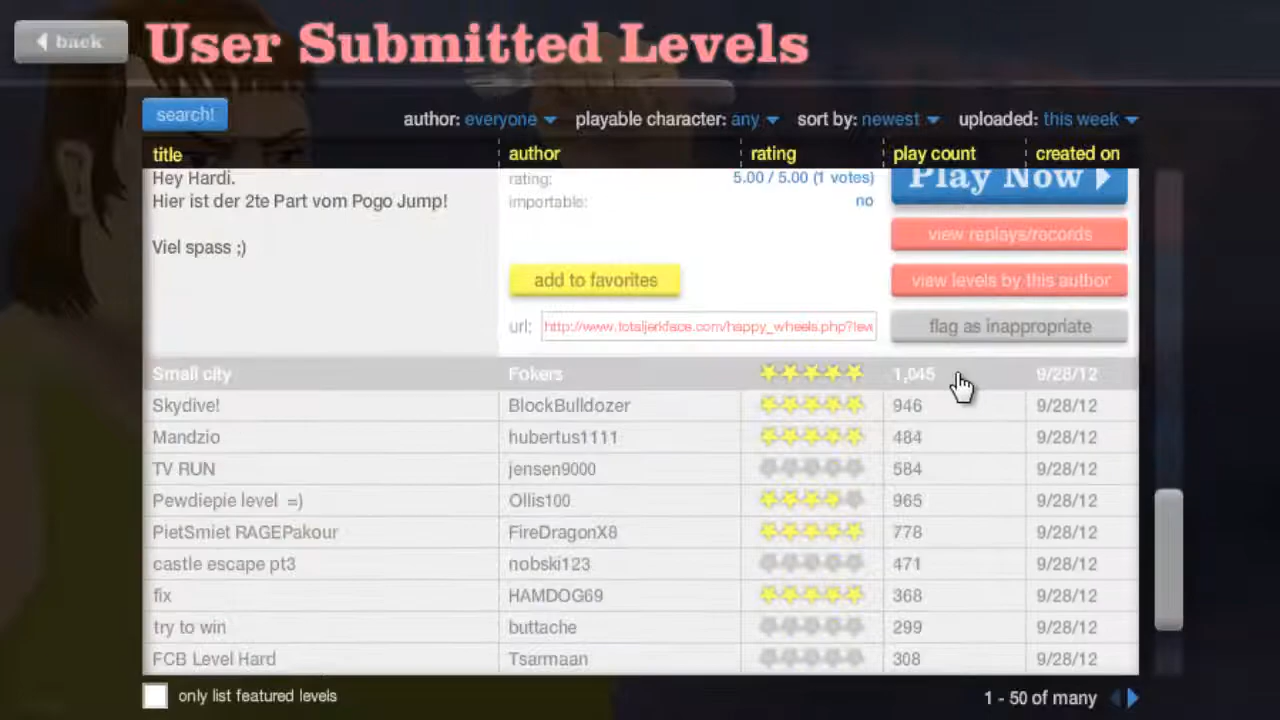 back
User Submitted Levels
search!
author: everyone playable character: any sort by: newest uploaded: this week
title author rating play count created on
Hey Hardi.
Hier ist der 2te Part vom Pogo Jump!
Viel spass ;)
rating: 5.00 / 5.00 (1 votes)
importable: no
add to favorites
url: http://www.totaljerkface.com/happy_wheels.php?lev
Play Now
view replays/records
view levels by this author
flag as inappropriate
Small city Fokers 1,045 9/28/12
Skydive! BlockBulldozer 946 9/28/12
Mandzio hubertus1111 484 9/28/12
TV RUN jensen9000 584 9/28/12
Pewdiepie level =) Ollis100 965 9/28/12
PietSmiet RAGEPakour FireDragonX8 778 9/28/12
castle escape pt3 nobski123 471 9/28/12
fix HAMDOG69 368 9/28/12
try to win buttache 299 9/28/12
FCB Level Hard Tsarmaan 308 9/28/12
only list featured levels
1 - 50 of many